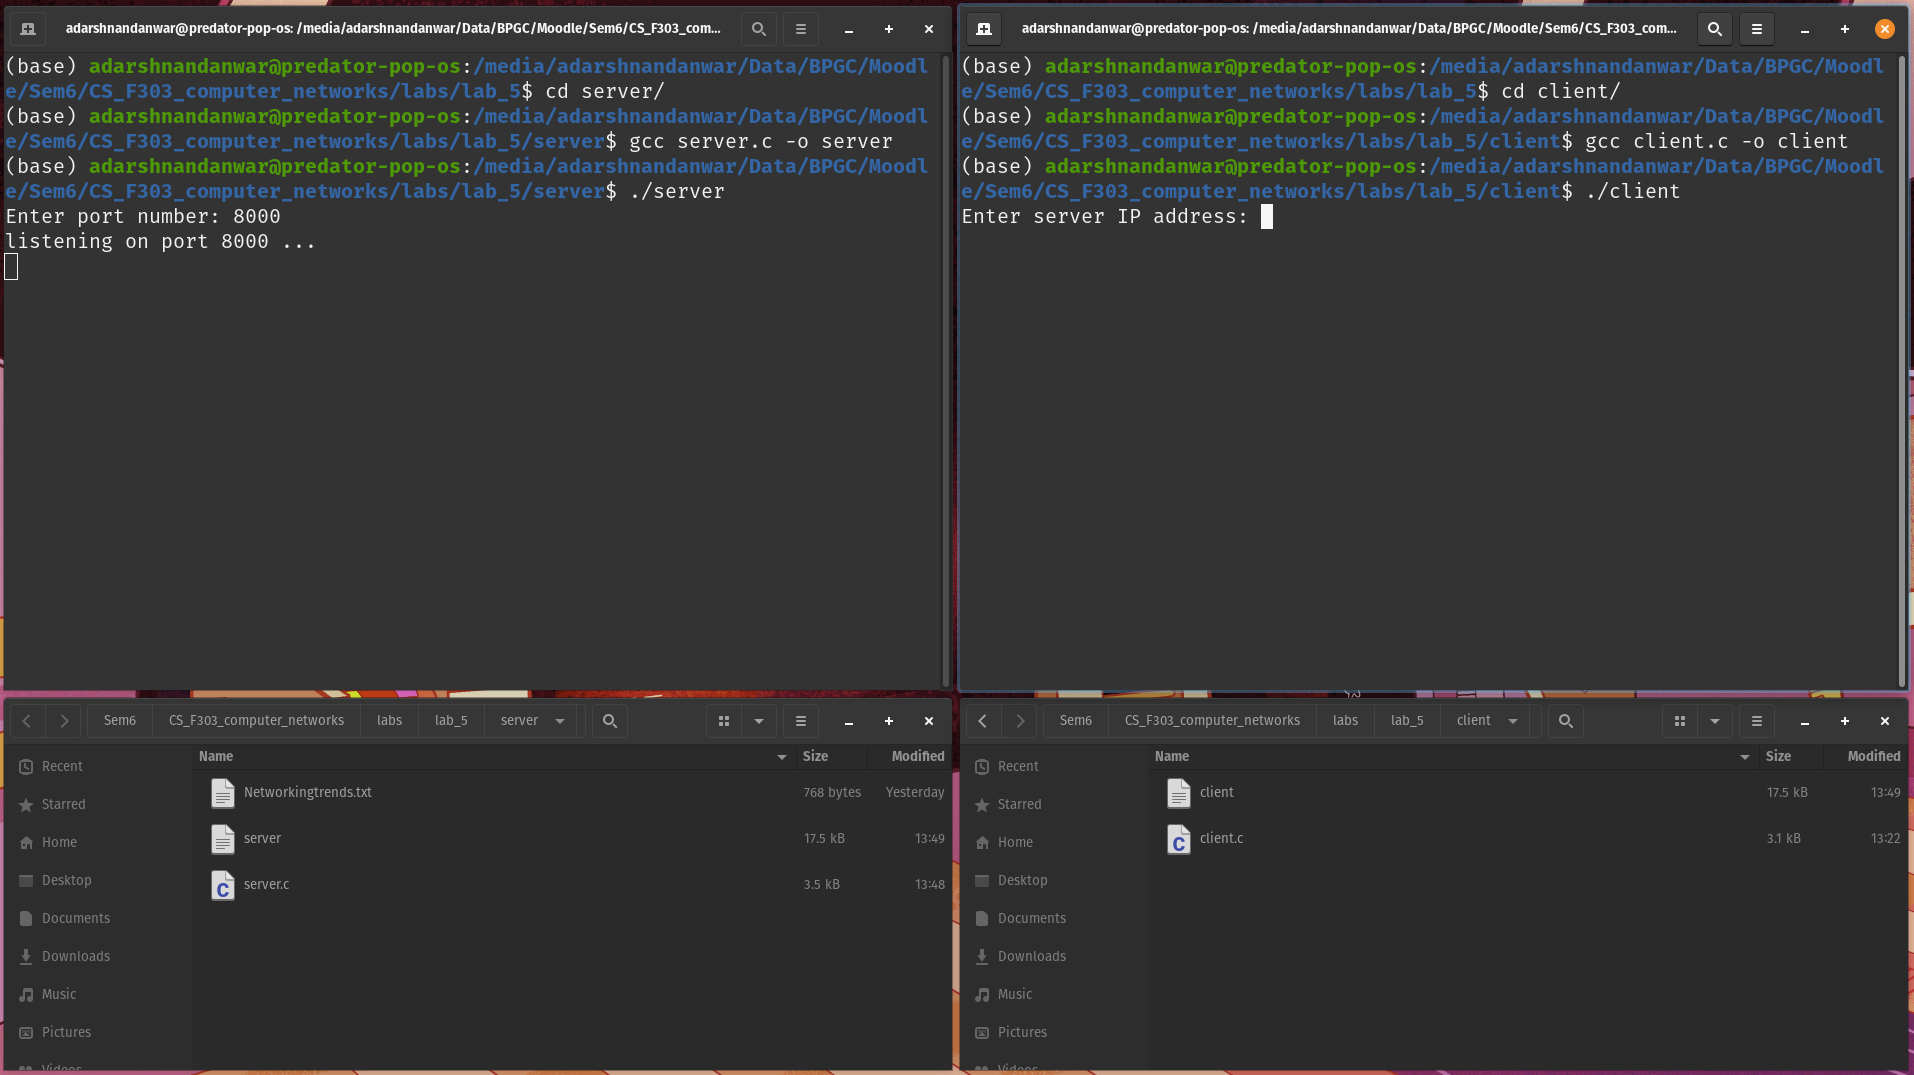 adarshnandanwar@predator-pop-os: /media/adarshnandanwar/Data/BPGC/Moodle/Sem6/CS_F303_com...
(base) adarshnandanwar@predator-pop-os:/media/adarshnandanwar/Data/BPGC/Moodl
e/Sem6/CS_F303_computer_networks/labs/lab_5$ cd server/
(base) adarshnandanwar@predator-pop-os:/media/adarshnandanwar/Data/BPGC/Moodl
e/Sem6/CS_F303_computer_networks/labs/lab_5/server$ gcc server.c -o server
(base) adarshnandanwar@predator-pop-os:/media/adarshnandanwar/Data/BPGC/Moodl
e/Sem6/CS_F303_computer_networks/labs/lab_5/server$ ./server
Enter port number: 8000
listening on port 8000 ...
adarshnandanwar@predator-pop-os: /media/adarshnandanwar/Data/BPGC/Moodle/Sem6/CS_F303_com...
(base) adarshnandanwar@predator-pop-os:/media/adarshnandanwar/Data/BPGC/Moodl
e/Sem6/CS_F303_computer_networks/labs/lab_5$ cd client/
(base) adarshnandanwar@predator-pop-os:/media/adarshnandanwar/Data/BPGC/Moodl
e/Sem6/CS_F303_computer_networks/labs/lab_5/client$ gcc client.c -o client
(base) adarshnandanwar@predator-pop-os:/media/adarshnandanwar/Data/BPGC/Moodl
e/Sem6/CS_F303_computer_networks/labs/lab_5/client$ ./client
Enter server IP address:
Sem6 CS_F303_computer_networks labs lab_5 server
Name Size Modified
Recent
Starred
Home
Desktop
Documents
Downloads
Music
Pictures
Videos
Networkingtrends.txt 768 bytes Yesterday
server 17.5 kB 13:49
server.c 3.5 kB 13:48
Sem6 CS_F303_computer_networks labs lab_5 client
Name Size Modified
Recent
Starred
Home
Desktop
Documents
Downloads
Music
Pictures
Videos
client 17.5 kB 13:49
client.c 3.1 kB 13:22